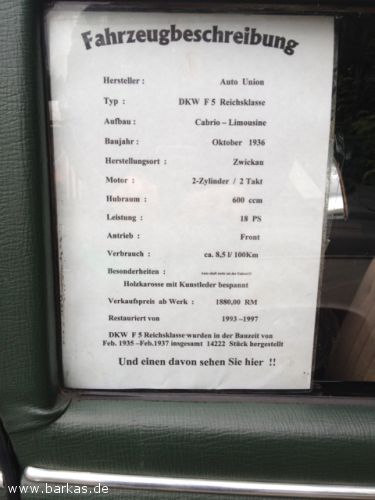 Fahrzeugbeschreibung
Hersteller : Auto Union
Typ : DKW F 5 Reichsklasse
Aufbau : Cabrio – Limousine
Baujahr : Oktober 1936
Herstellungsort : Zwickau
Motor : 2-Zylinder / 2 Takt
Hubraum : 600 ccm
Leistung : 18 PS
Antrieb : Front
Verbrauch : ca. 8,5 l / 100Km
Besonderheiten :
Holzkarosse mit Kunstleder bespannt
Verkaufspreis ab Werk : 1880,00 RM
Restauriert von 1993 –1997
DKW F 5 Reichsklasse wurden in der Bauzeit von
Feb. 1935 –Feb.1937 insgesamt 14222 Stück hergestellt
Und einen davon sehen Sie hier !!
www.barkas.de